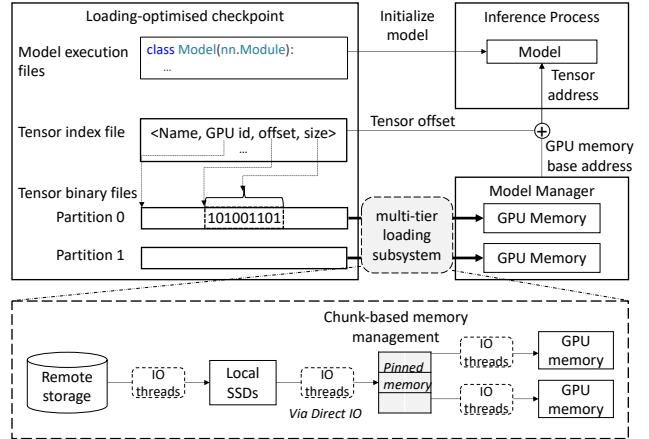 Loading-optimised checkpoint
Initialize
model
Inference Process
Model execution
files
class Model(nn.Module):
...
Model
Tensor
address
Tensor index file
<Name, GPU id, offset, size>
...
Tensor offset
+
GPU memory
base address
Tensor binary files
Partition 0
101001101
multi-tier
loading
subsystem
Model Manager
GPU Memory
Partition 1
GPU Memory
Chunk-based memory
management
Remote
storage
IO
threads
Local
SSDs
IO
threads
Via Direct IO
Pinned
memory
IO
threads
GPU
memory
IO
threads
GPU
memory